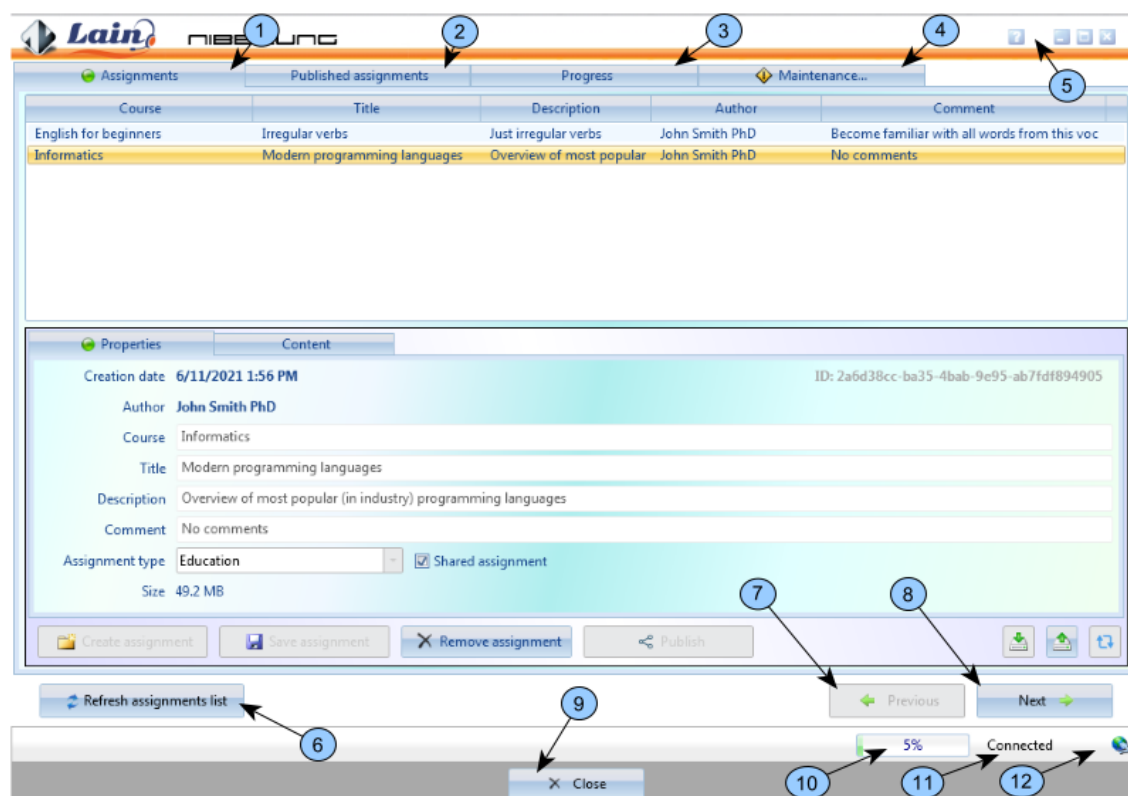 Lain
NIBELUNG
1
2
3
4
5
?
Assignments Published assignments Progress Maintenance...
Course Title Description Author Comment
English for beginners Irregular verbs Just irregular verbs John Smith PhD Become familiar with all words from this voc
Informatics Modern programming languages Overview of most popular John Smith PhD No comments
Properties Content
Creation date 6/11/2021 1:56 PM ID: 2a6d38cc-ba35-4bab-9e95-ab7fdf894905
Author John Smith PhD
Course Informatics
Title Modern programming languages
Description Overview of most popular (in industry) programming languages
Comment No comments
Assignment type Education Shared assignment
Size 49.2 MB
7
8
Create assignment Save assignment Remove assignment Publish
Refresh assignments list Previous Next
6
9
5% Connected
10
11
12
Close